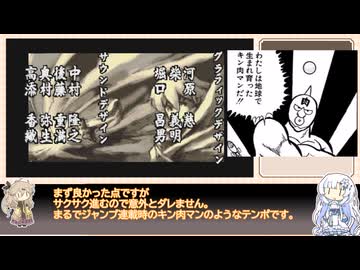 グラフィックデザイン
河原 慈
柴 義明
堀口 昌男
サウンドデザイン
中村 隆之
後藤 重満
村 弥生
高添 香織
わたしは地球で
生まれ育った
キン肉マンだ!!
肉
まず良かった点ですが
サクサク進むので意外とダレません。
まるでジャンプ連載時のキン肉マンのようなテンポです。